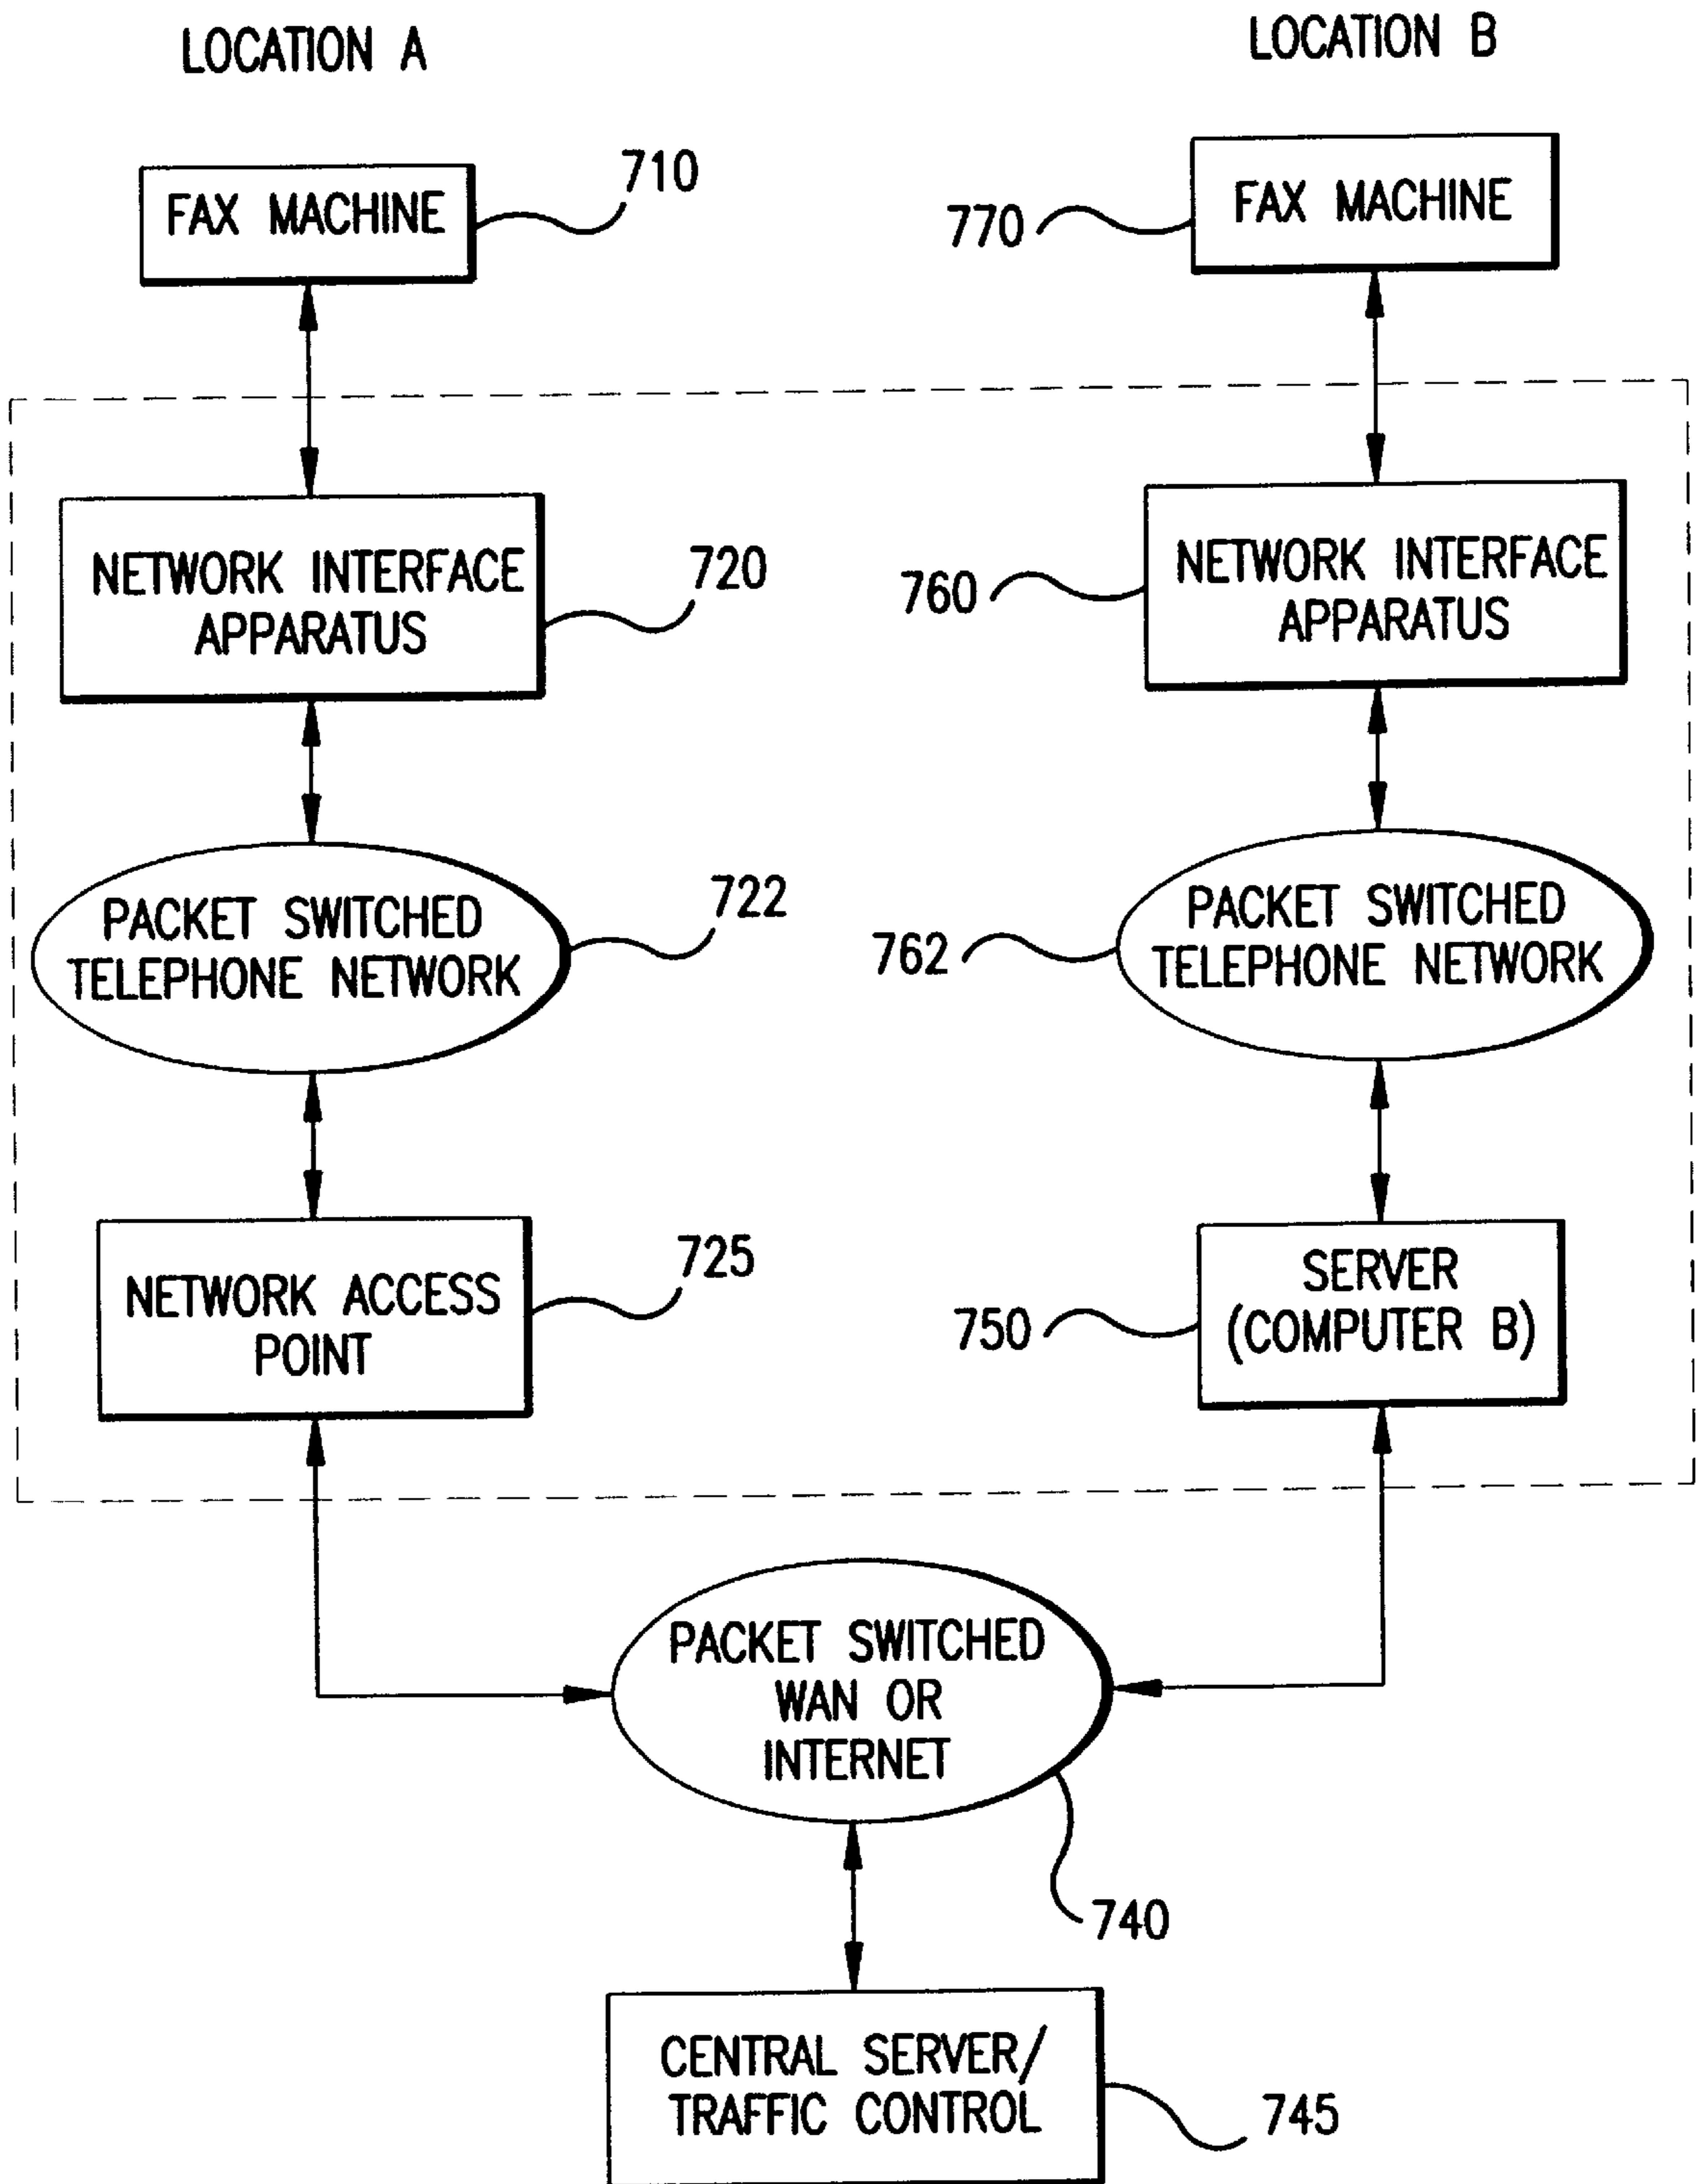 LOCATION A
LOCATION B
FAX MACHINE
710
770
FAX MACHINE
NETWORK INTERFACE
APPARATUS
720
760
NETWORK INTERFACE
APPARATUS
PACKET SWITCHED
TELEPHONE NETWORK
722
762
PACKET SWITCHED
TELEPHONE NETWORK
NETWORK ACCESS
POINT
725
750
SERVER
(COMPUTER B)
PACKET SWITCHED
WAN OR
INTERNET
740
CENTRAL SERVER/
TRAFFIC CONTROL
745